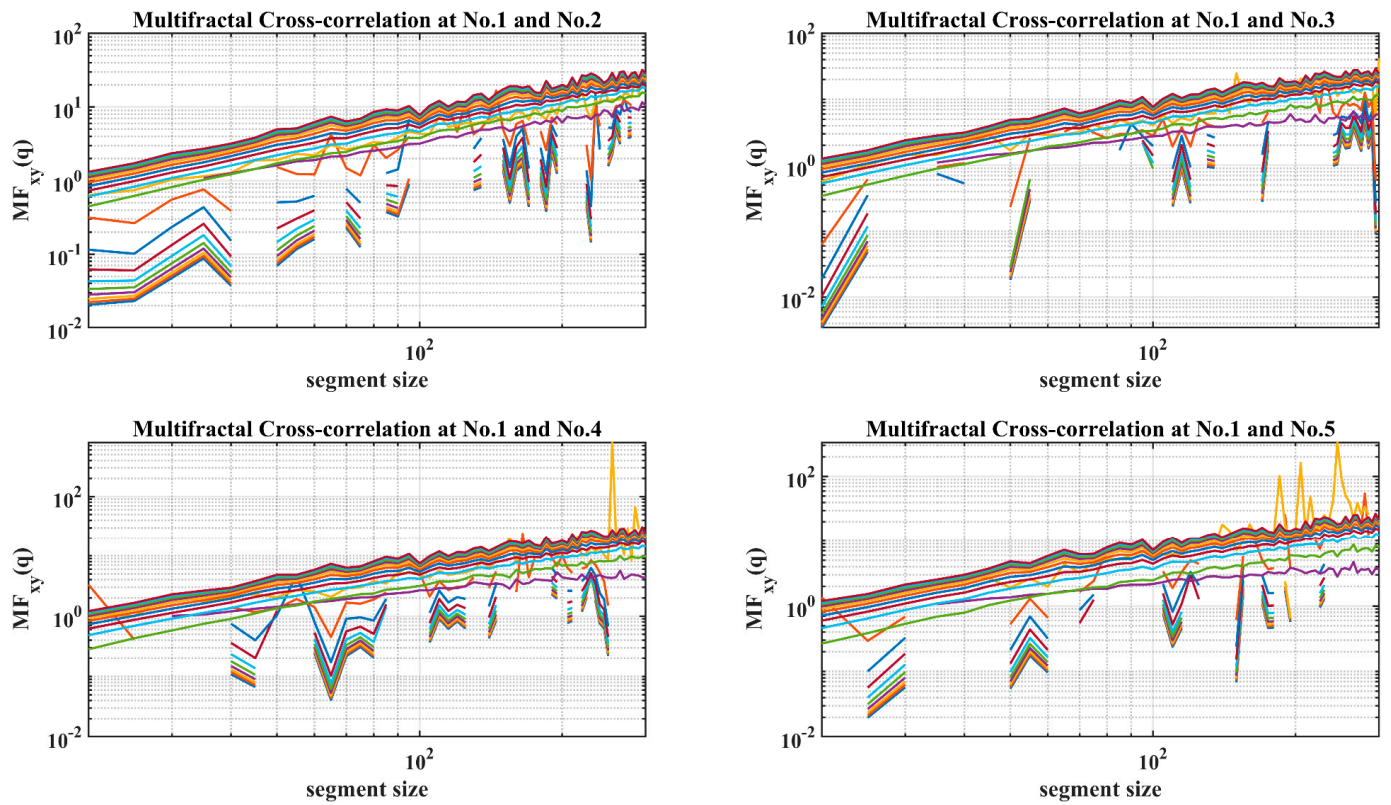 Multifractal Cross-correlation at No.1 and No.2
10^2
10^1
10^0
10^-1
10^-2
MF_xy(q)
10^2
segment size
Multifractal Cross-correlation at No.1 and No.3
10^2
10^0
10^-2
MF_xy(q)
10^2
segment size
Multifractal Cross-correlation at No.1 and No.4
10^2
10^0
10^-2
MF_xy(q)
10^2
segment size
Multifractal Cross-correlation at No.1 and No.5
10^2
10^0
10^-2
MF_xy(q)
10^2
segment size